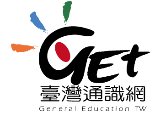 GEt
臺灣通識網
General Education TW